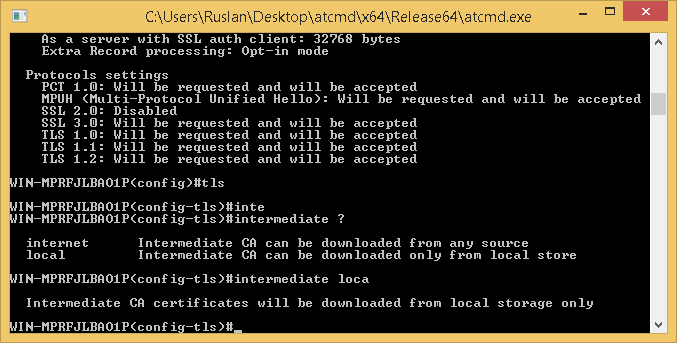 C:\Users\Ruslan\Desktop\atcmd\x64\Release64\atcmd.exe
As a server with SSL auth client: 32768 bytes
Extra Record processing: Opt-in mode
Protocols settings
PCT 1.0: Will be requested and will be accepted
MPUH (Multi-Protocol Unified Hello): Will be requested and will be accepted
SSL 2.0: Disabled
SSL 3.0: Will be requested and will be accepted
TLS 1.0: Will be requested and will be accepted
TLS 1.1: Will be requested and will be accepted
TLS 1.2: Will be requested and will be accepted
WIN-MPRFJLBAO1P(config)#tls
WIN-MPRFJLBAO1P(config-tls)#inte
WIN-MPRFJLBAO1P(config-tls)#intermediate ?
internet Intermediate CA can be downloaded from any source
local Intermediate CA can be downloaded only from local store
WIN-MPRFJLBAO1P(config-tls)#intermediate loca
Intermediate CA certificates will be downloaded from local storage only
WIN-MPRFJLBAO1P(config-tls)#_